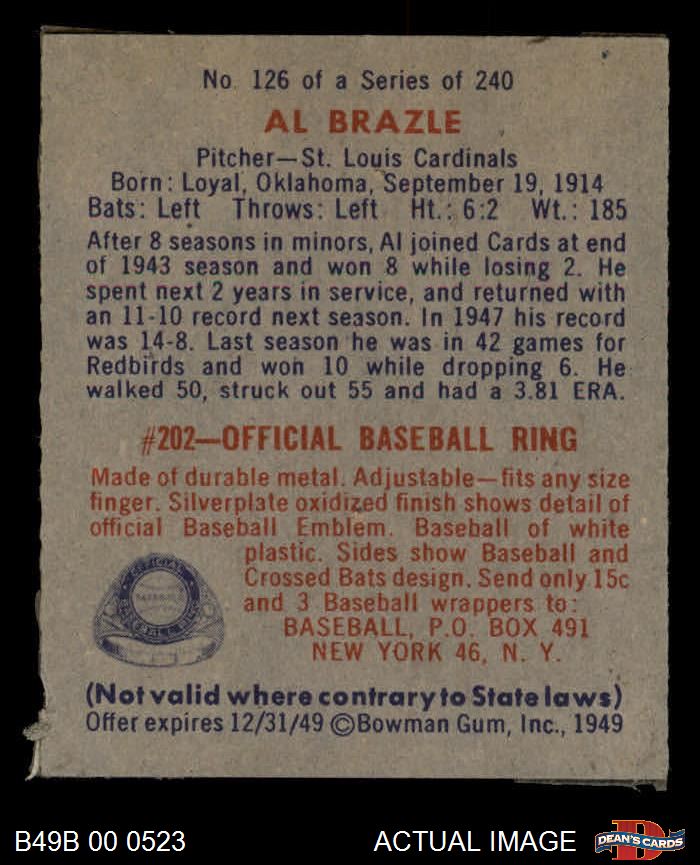 No. 126 of a Series of 240
AL BRAZLE
Pitcher—St. Louis Cardinals
Born: Loyal, Oklahoma, September 19, 1914
Bats: Left Throws: Left Ht.: 6:2 Wt.: 185
After 8 seasons in minors, Al joined Cards at end
of 1943 season and won 8 while losing 2. He
spent next 2 years in service, and returned with
an 11-10 record next season. In 1947 his record
was 14-8. Last season he was in 42 games for
Redbirds and won 10 while dropping 6. He
walked 50, struck out 55 and had a 3.81 ERA.
#202—OFFICIAL BASEBALL RING
Made of durable metal. Adjustable—fits any size
finger. Silverplate oxidized finish shows detail of
official Baseball Emblem. Baseball of white
plastic. Sides show Baseball and
Crossed Bats design. Send only 15c
and 3 Baseball wrappers to:
BASEBALL, P.O. BOX 491
NEW YORK 46, N. Y.
OFFICIAL
BASEBALL RING
(Not valid where contrary to State laws)
Offer expires 12/31/49 ©Bowman Gum, Inc., 1949
B49B 00 0523
ACTUAL IMAGE
DEAN'S CARDS